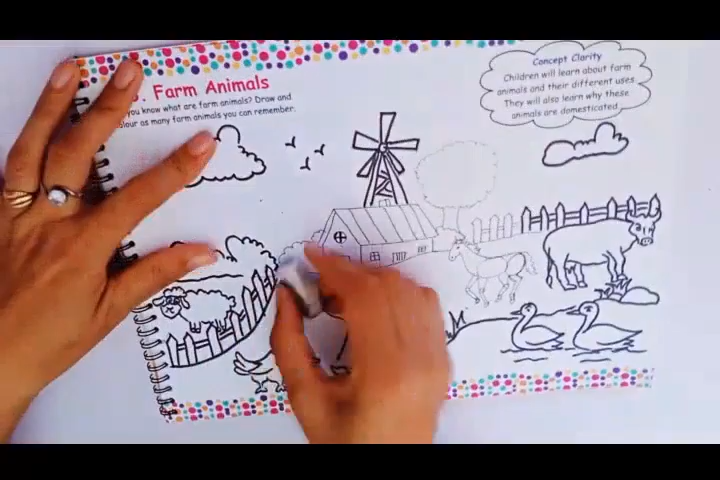 . Farm Animals
you know what are farm animals? Draw and
colour as many farm animals you can remember.
Concept Clarity
Children will learn about farm
animals and their different uses
They will also learn why these
animals are domesticated